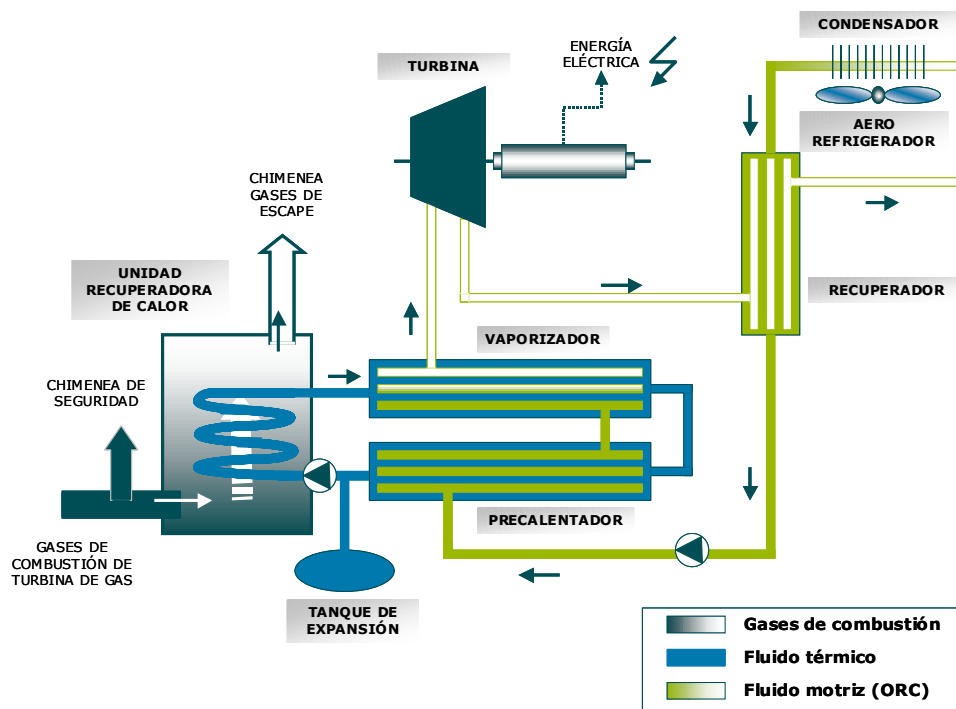 CONDENSADOR
ENERGÍA
ELÉCTRICA
TURBINA
AERO
REFRIGERADOR
CHIMENEA
GASES DE
ESCAPE
UNIDAD
RECUPERADORA
DE CALOR
RECUPERADOR
VAPORIZADOR
CHIMENEA DE
SEGURIDAD
PRECALENTADOR
GASES DE
COMBUSTIÓN DE
TURBINA DE GAS
TANQUE DE
EXPANSIÓN
Gases de combustión
Fluido térmico
Fluido motriz (ORC)